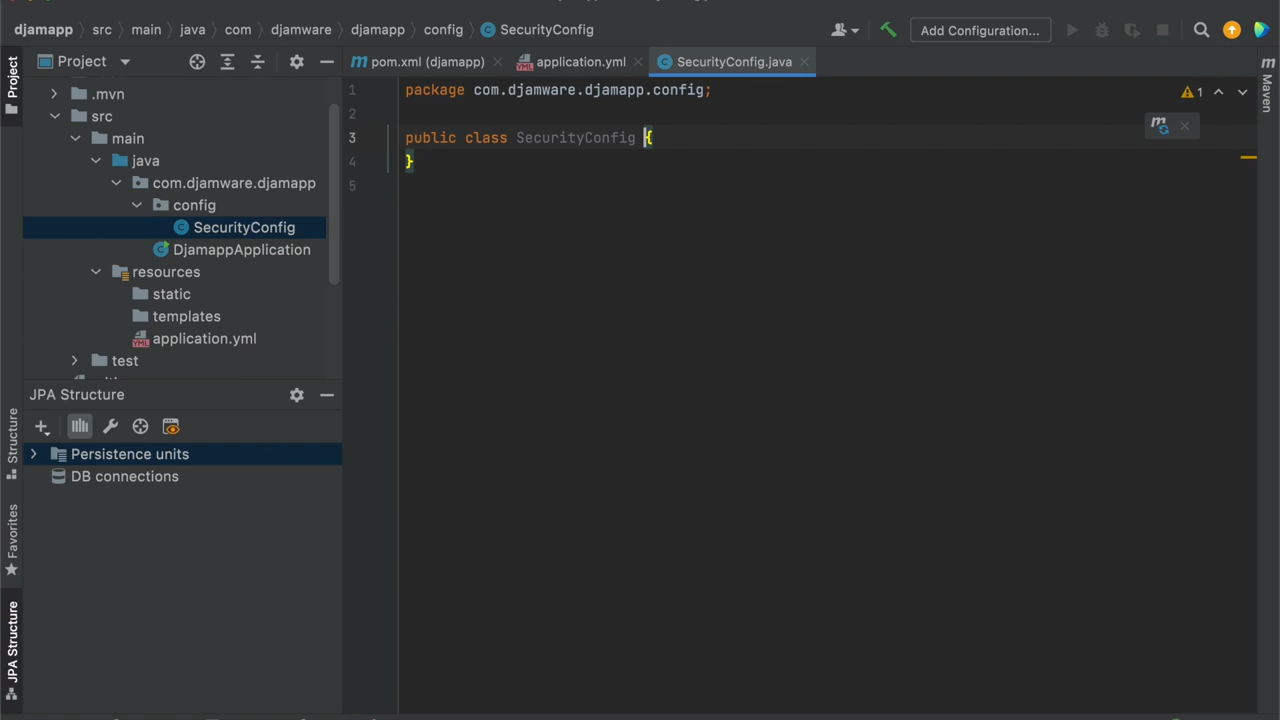 djamapp src main java com djamware djamapp config SecurityConfig Add Configuration...
Project
Project
pom.xml (djamapp)
application.yml
SecurityConfig.java
.mvn
src
main
java
com.djamware.djamapp
config
SecurityConfig
DjamappApplication
resources
static
templates
application.yml
test
JPA Structure
Persistence units
DB connections
Structure
Favorites
JPA Structure
1 package com.djamware.djamapp.config;
2
3 public class SecurityConfig {
4 }
5
1
Maven